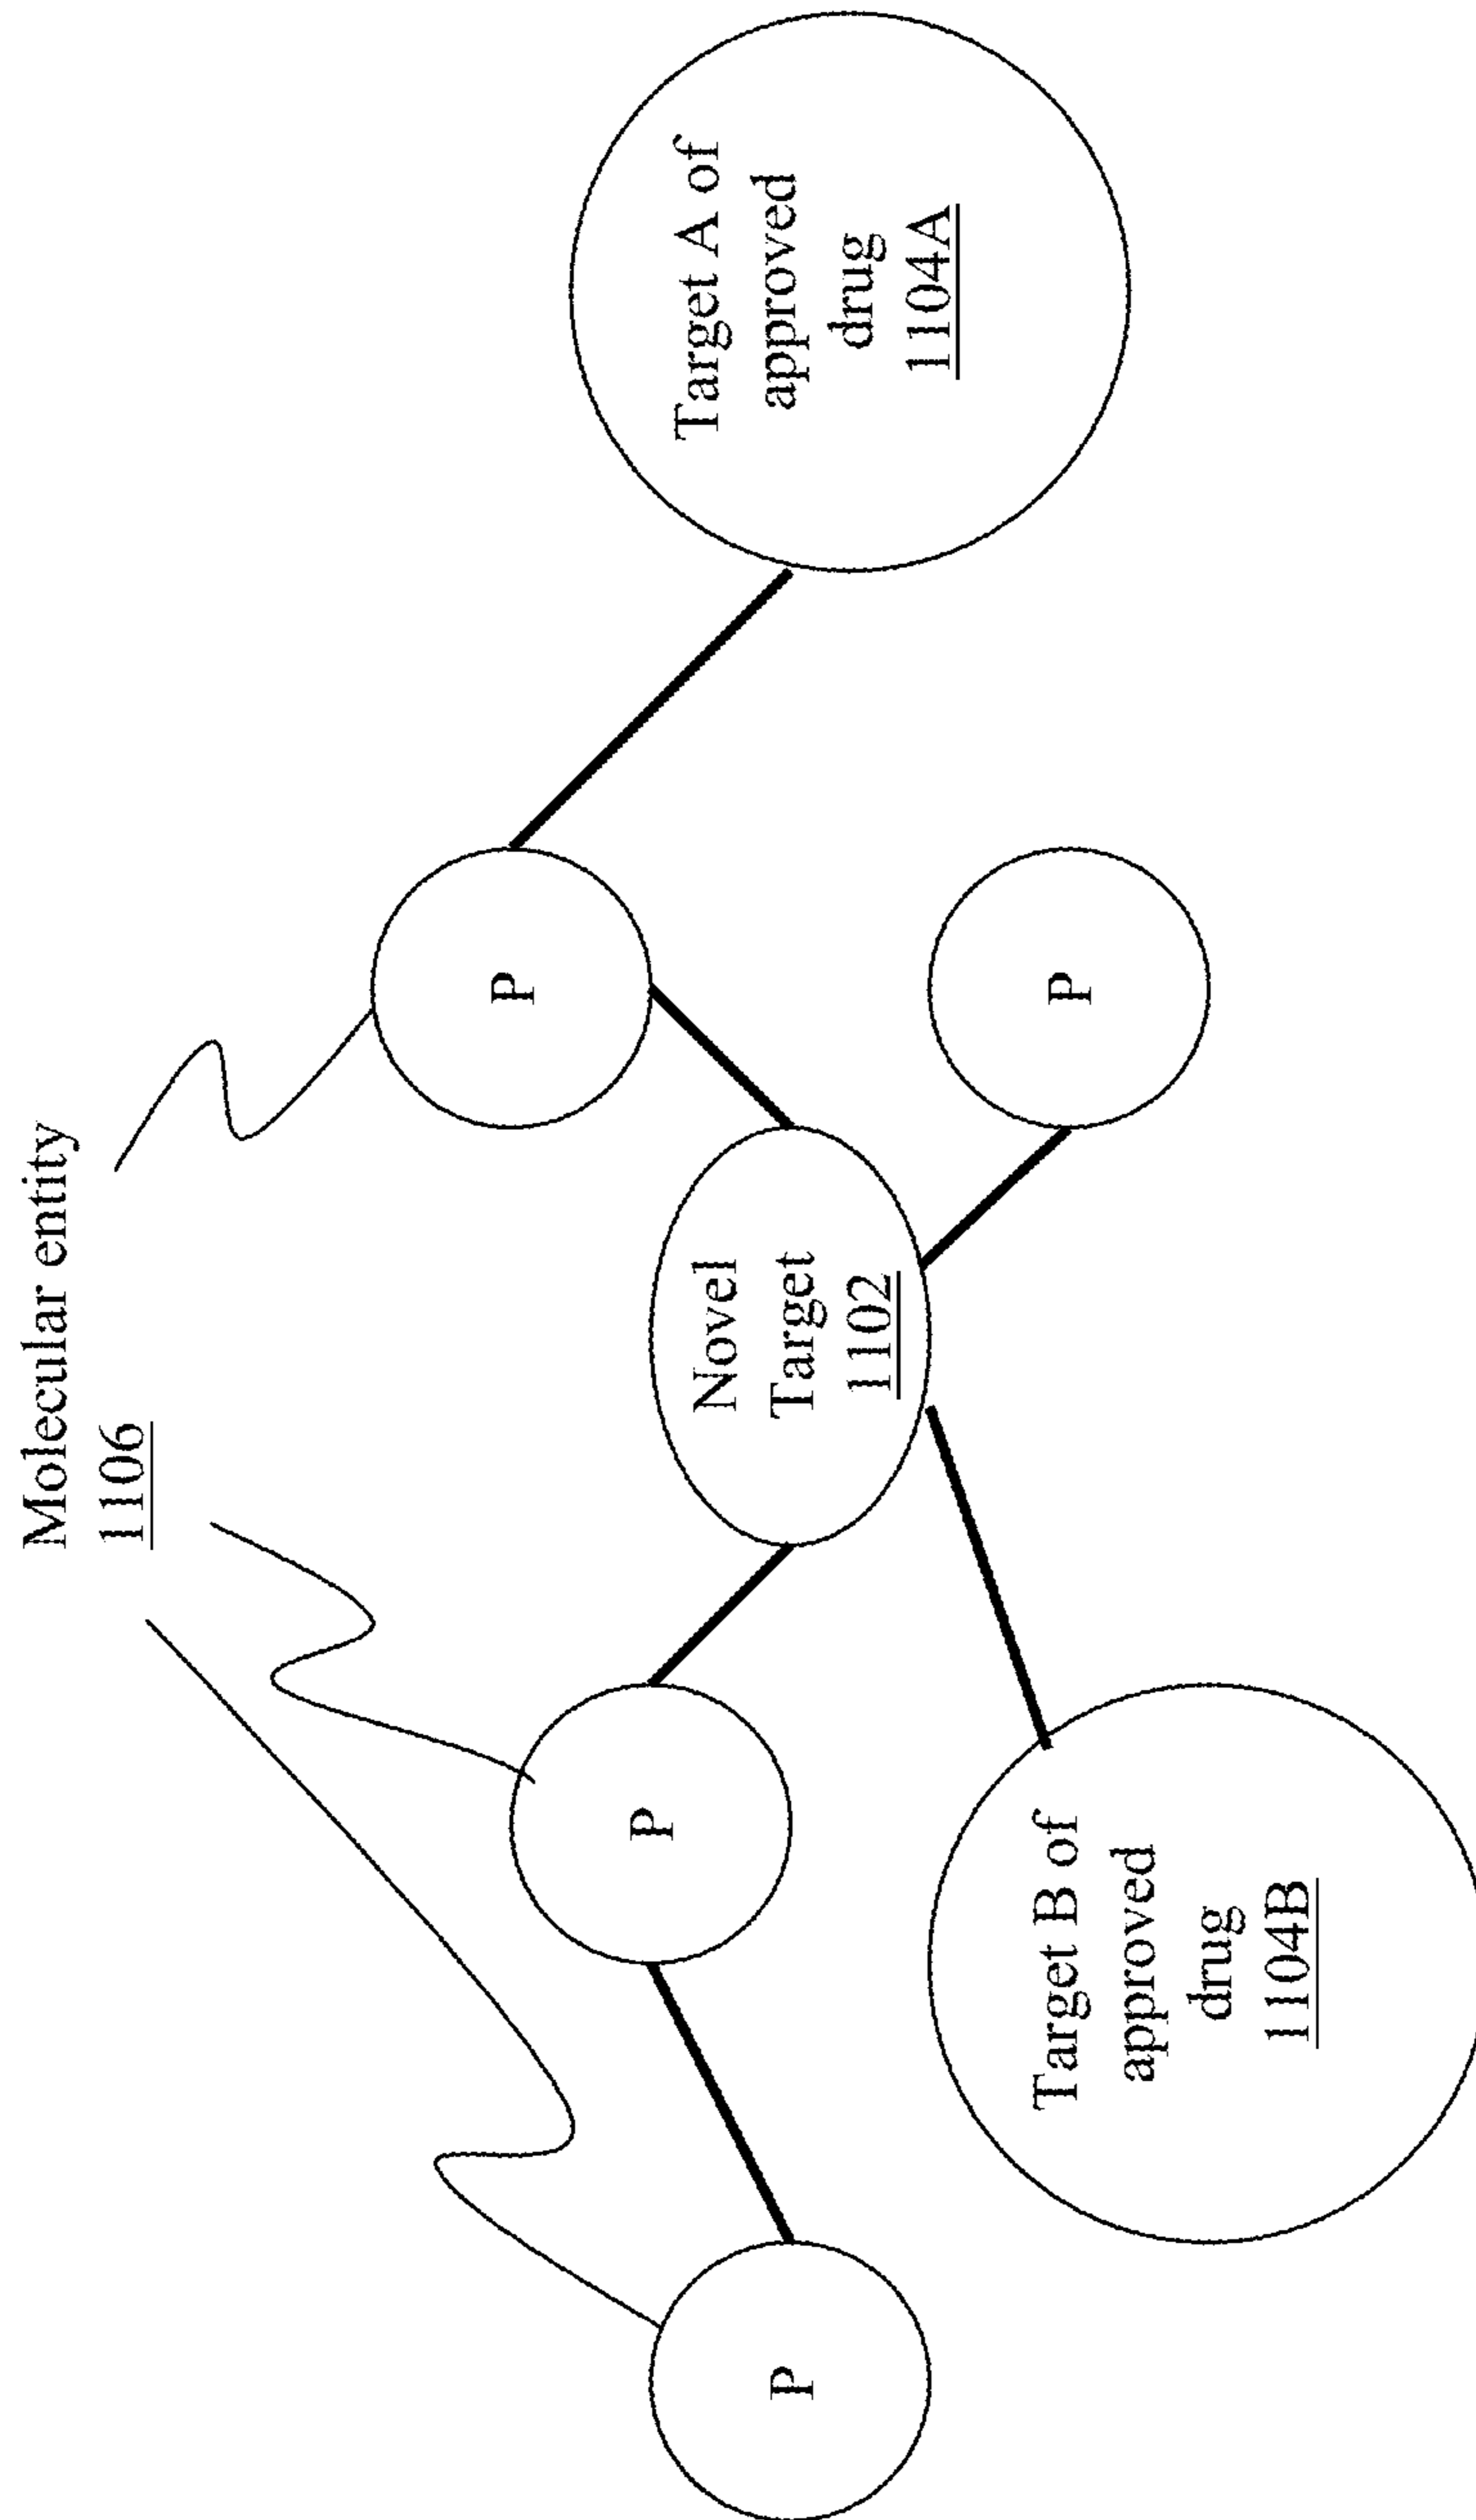 Molecular entity
1106
P
P
P
Novel
Target
1102
P
Target A of
approved
drug
1104A
Target B of
approved
drug
1104B